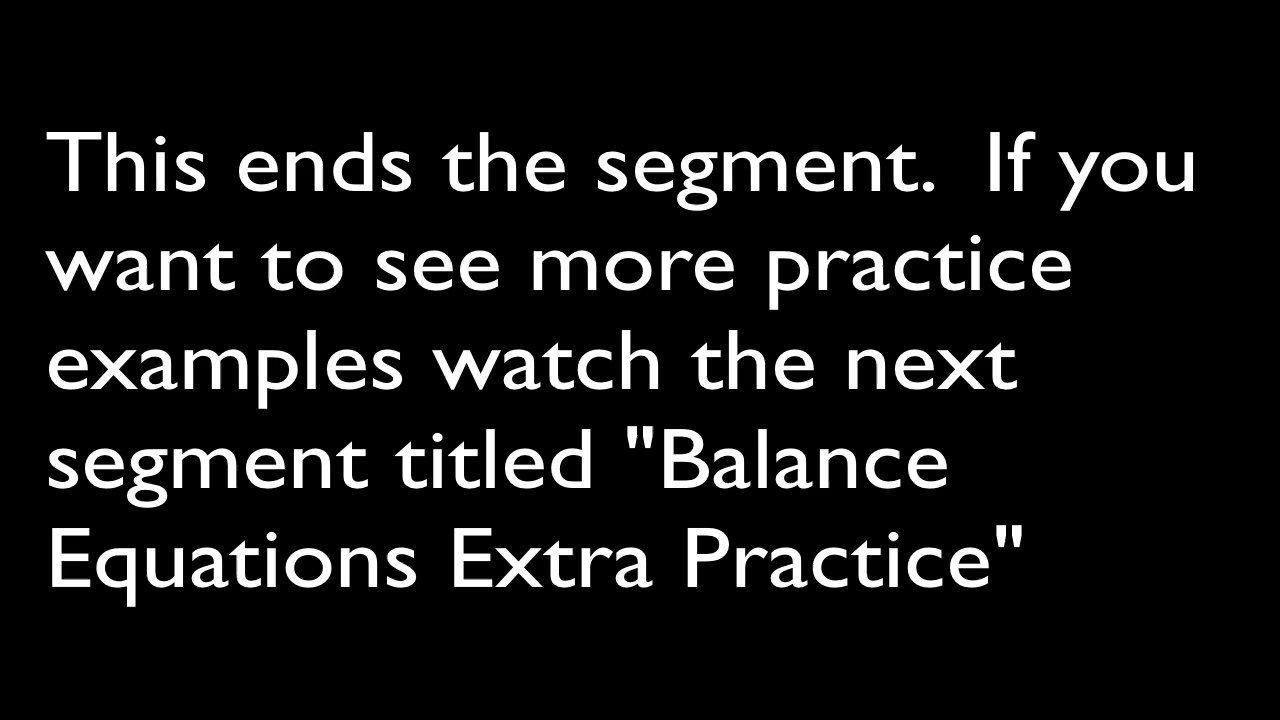 This ends the segment.  If you
want to see more practice
examples watch the next
segment titled "Balance
Equations Extra Practice"